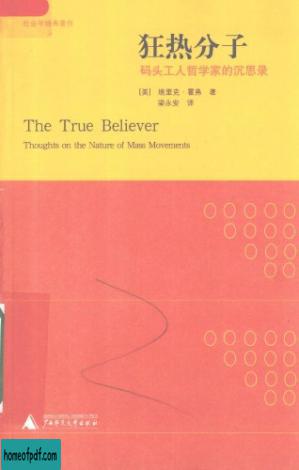 社会学经典著作
狂热分子
码头工人哲学家的沉思录
[美] 埃里克·霍弗 著
梁永安 译
The True Believer
Thoughts on the Nature of Mass Movements
广西师范大学出版社
homeofpdf.com